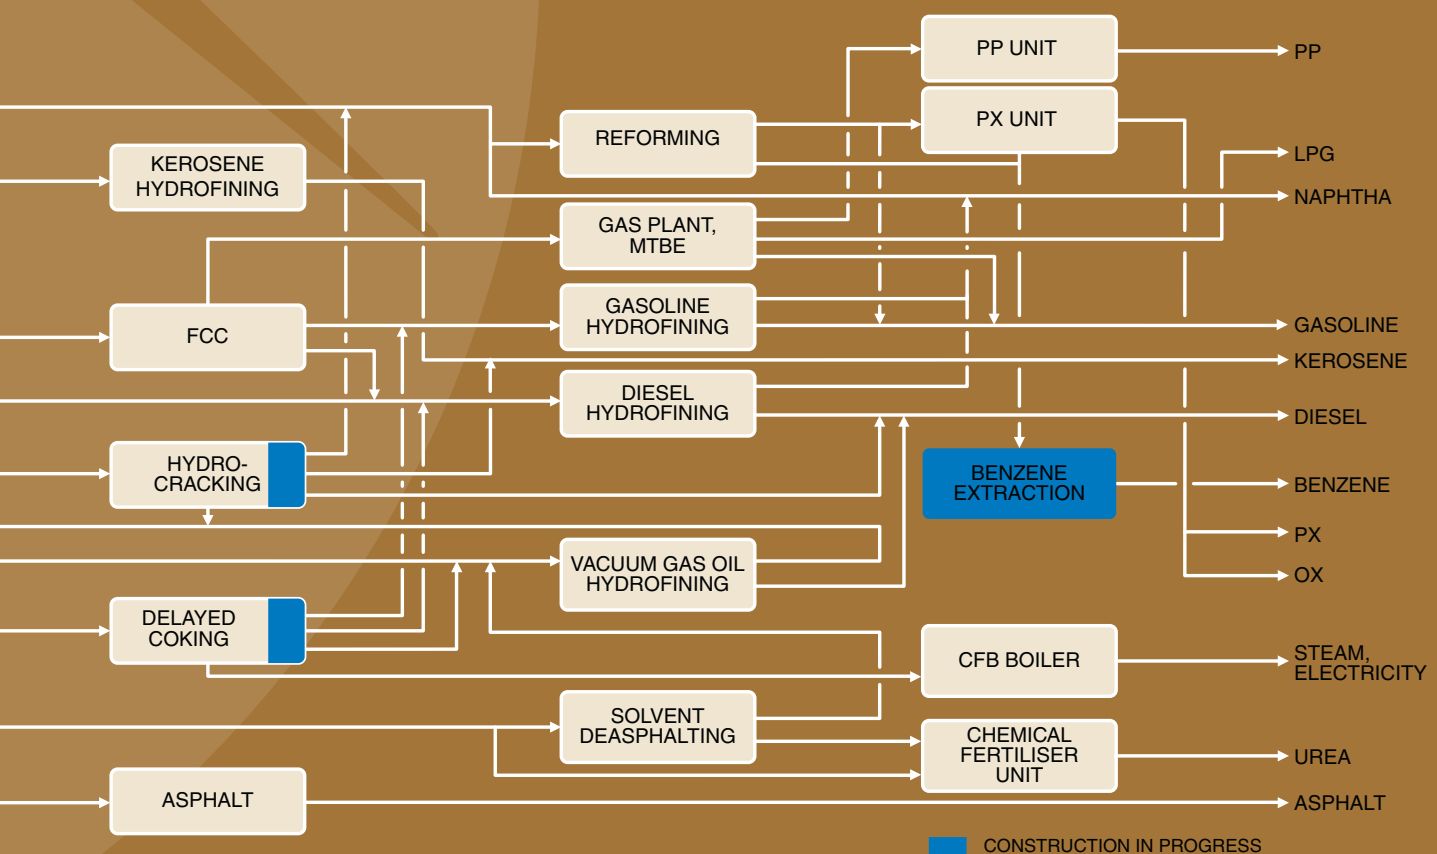 PP UNIT
PP
PX UNIT
REFORMING
LPG
KEROSENE
HYDROFINING
NAPHTHA
GAS PLANT,
MTBE
GASOLINE
HYDROFINING
GASOLINE
FCC
KEROSENE
DIESEL
HYDROFINING
DIESEL
HYDRO-
CRACKING
BENZENE
EXTRACTION
BENZENE
PX
VACUUM GAS OIL
HYDROFINING
OX
DELAYED
COKING
CFB BOILER
STEAM,
ELECTRICITY
SOLVENT
DEASPHALTING
CHEMICAL
FERTILISER
UNIT
UREA
ASPHALT
ASPHALT
CONSTRUCTION IN PROGRESS